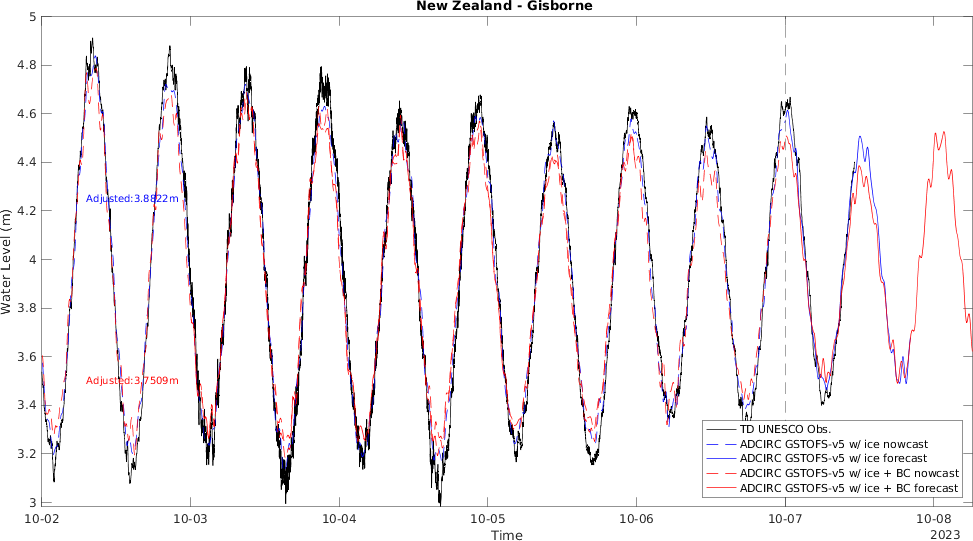 New Zealand - Gisborne
5
4.8
4.6
4.4
4.2
4
3.8
3.6
3.4
3.2
3
Water Level (m)
Adjusted:3.8822m
Adjusted:3.7509m
TD UNESCO Obs.
ADCIRC GSTOFS-v5 w/ ice nowcast
ADCIRC GSTOFS-v5 w/ ice forecast
ADCIRC GSTOFS-v5 w/ ice + BC nowcast
ADCIRC GSTOFS-v5 w/ ice + BC forecast
10-02 10-03 10-04 10-05 10-06 10-07 10-08
Time
2023